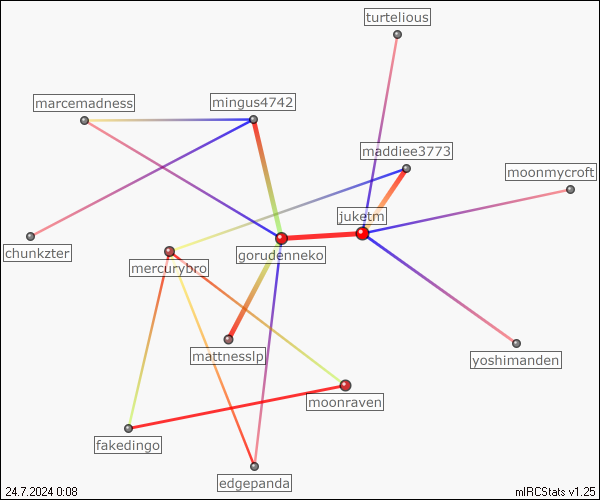 turtelious
marcemadness
mingus4742
maddiee3773
moonmycroft
juketm
chunkzter
gorudenneko
mercurybro
mattnesslp
yoshimanden
moonraven
fakedingo
edgepanda
24.7.2024 0:08
mIRCStats v1.25